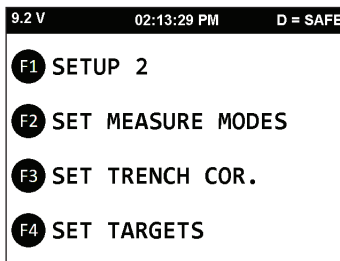 9.2 V 02:13:29 PM D = SAFE
F1 SETUP 2
F2 SET MEASURE MODES
F3 SET TRENCH COR.
F4 SET TARGETS